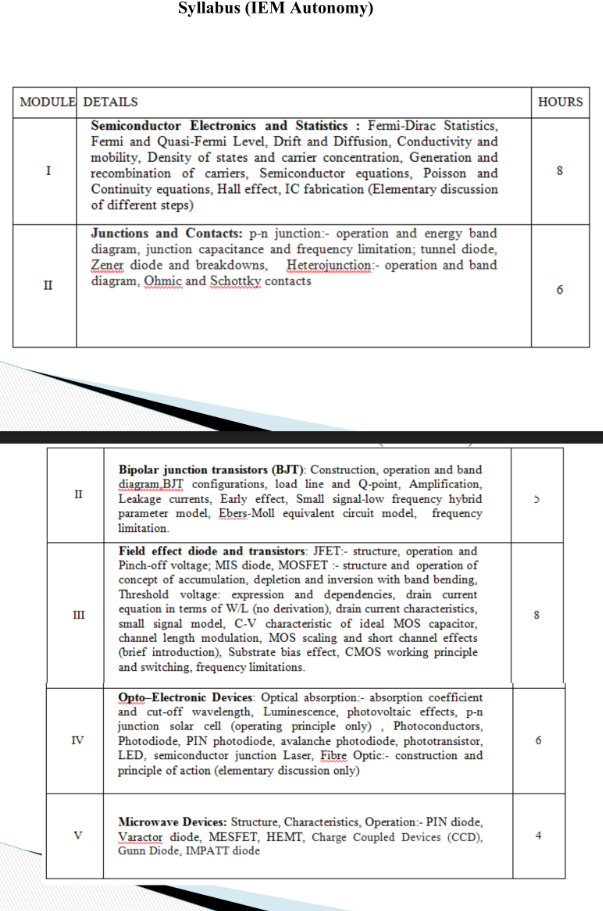 Syllabus (IEM Autonomy)
MODULE DETAILS HOURS
Semiconductor Electronics and Statistics : Fermi-Dirac Statistics,
Fermi and Quasi-Fermi Level, Drift and Diffusion, Conductivity and
mobility, Density of states and carrier concentration, Generation and
I recombination of carriers, Semiconductor equations, Poisson and 8
Continuity equations, Hall effect, IC fabrication (Elementary discussion
of different steps)
Junctions and Contacts: p-n junction:- operation and energy band
diagram, junction capacitance and frequency limitation; tunnel diode,
Zener diode and breakdowns, Heterojunction:- operation and band
II diagram, Ohmic and Schottky contacts 6
Bipolar junction transistors (BJT): Construction, operation and band
II diagram,BJT configurations, load line and Q-point, Amplification, 5
Leakage currents, Early effect, Small signal-low frequency hybrid
parameter model, Ebers-Moll equivalent circuit model, frequency
limitation.
Field effect diode and transistors: JFET:- structure, operation and
Pinch-off voltage; MIS diode, MOSFET :- structure and operation of
concept of accumulation, depletion and inversion with band bending,
Threshold voltage: expression and dependencies, drain current
III equation in terms of W/L (no derivation), drain current characteristics, 8
small signal model, C-V characteristic of ideal MOS capacitor,
channel length modulation, MOS scaling and short channel effects
(brief introduction), Substrate bias effect, CMOS working principle
and switching, frequency limitations.
Opto–Electronic Devices: Optical absorption:- absorption coefficient
and cut-off wavelength, Luminescence, photovoltaic effects, p-n
junction solar cell (operating principle only) , Photoconductors,
IV Photodiode, PIN photodiode, avalanche photodiode, phototransistor, 6
LED, semiconductor junction Laser, Fibre Optic:- construction and
principle of action (elementary discussion only)
Microwave Devices: Structure, Characteristics, Operation:- PIN diode,
V Varactor diode, MESFET, HEMT, Charge Coupled Devices (CCD), 4
Gunn Diode, IMPATT diode